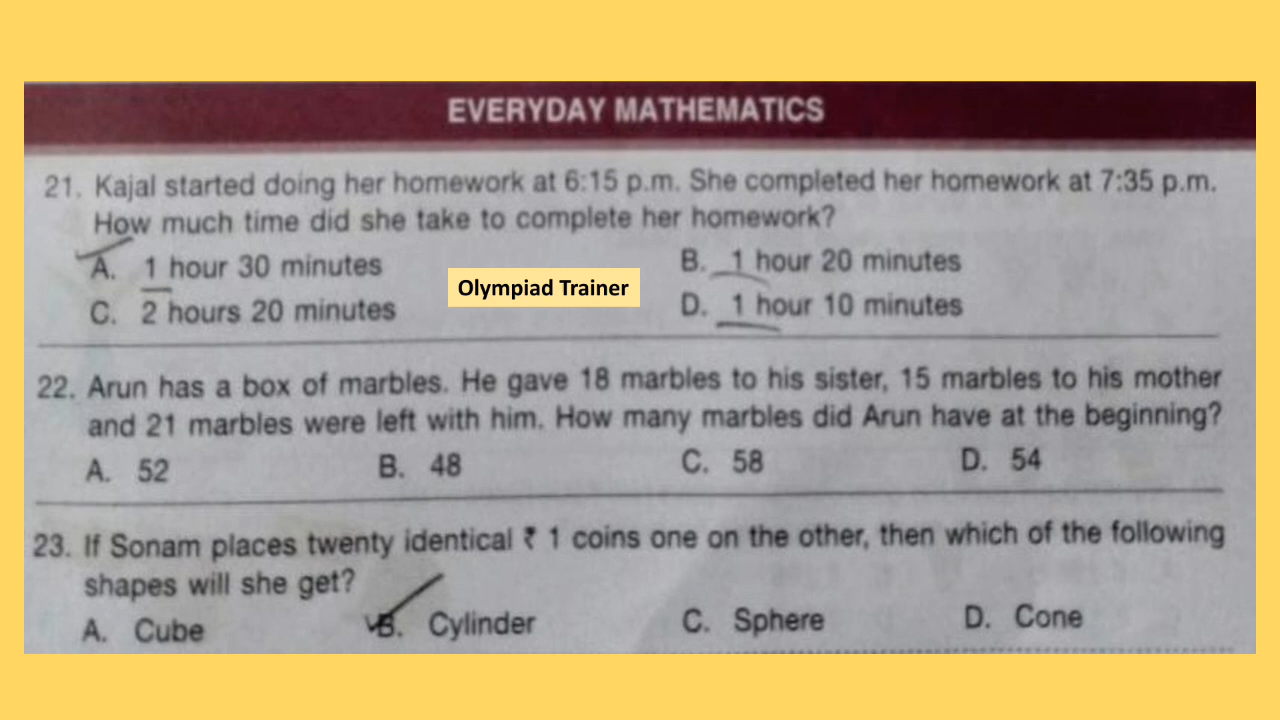 EVERYDAY MATHEMATICS
21. Kajal started doing her homework at 6:15 p.m. She completed her homework at 7:35 p.m.
How much time did she take to complete her homework?
A. 1 hour 30 minutes B. 1 hour 20 minutes
Olympiad Trainer
C. 2 hours 20 minutes D. 1 hour 10 minutes
22. Arun has a box of marbles. He gave 18 marbles to his sister, 15 marbles to his mother
and 21 marbles were left with him. How many marbles did Arun have at the beginning?
A. 52 B. 48 C. 58 D. 54
23. If Sonam places twenty identical ₹ 1 coins one on the other, then which of the following
shapes will she get?
A. Cube B. Cylinder C. Sphere D. Cone